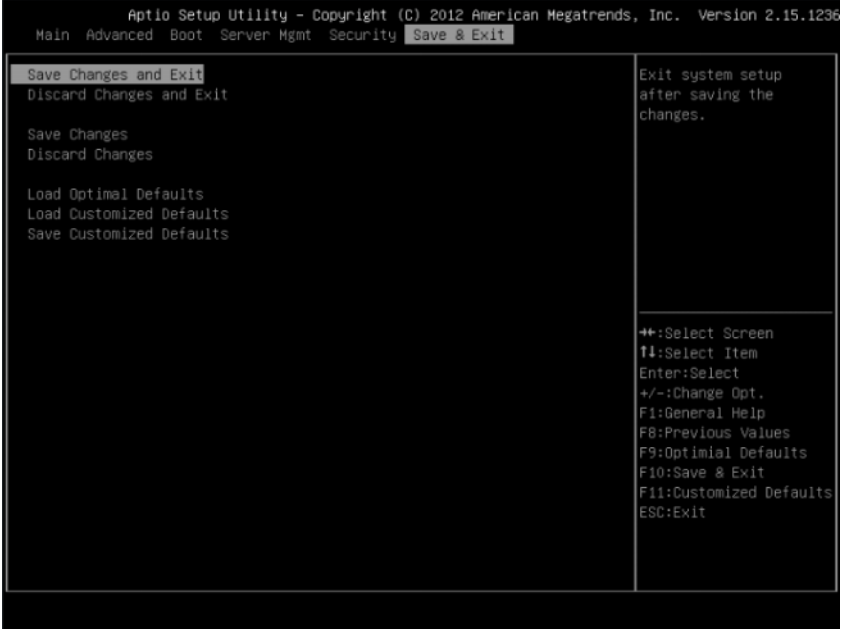 Aptio Setup Utility – Copyright (C) 2012 American Megatrends, Inc. Version 2.15.1236
Main Advanced Boot Server Mgmt Security Save & Exit
Save Changes and Exit
Discard Changes and Exit
Save Changes
Discard Changes
Load Optimal Defaults
Load Customized Defaults
Save Customized Defaults
Exit system setup
after saving the
changes.
→←:Select Screen
↑↓:Select Item
Enter:Select
+/-:Change Opt.
F1:General Help
F8:Previous Values
F9:Optimial Defaults
F10:Save & Exit
F11:Customized Defaults
ESC:Exit